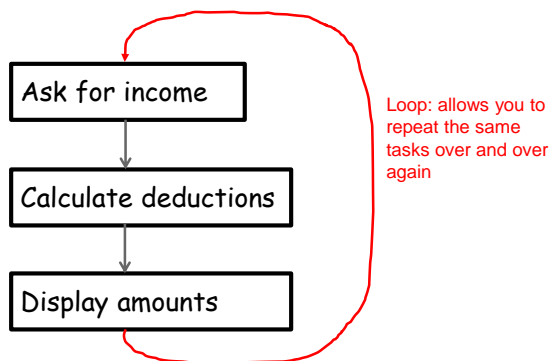 Ask for income
Loop: allows you to
repeat the same
tasks over and over
again
Calculate deductions
Display amounts